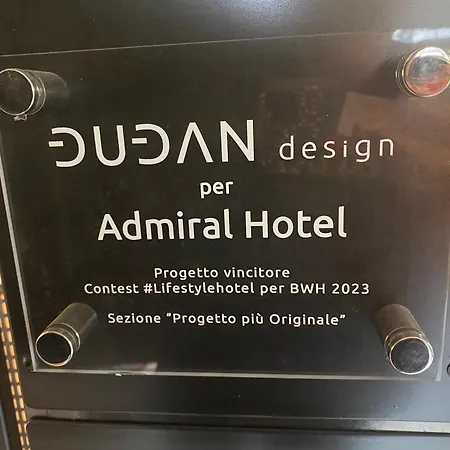 DUDAN design
per
Admiral Hotel
Progetto vincitore
Contest #Lifestylehotel per BWH 2023
Sezione "Progetto più Originale"